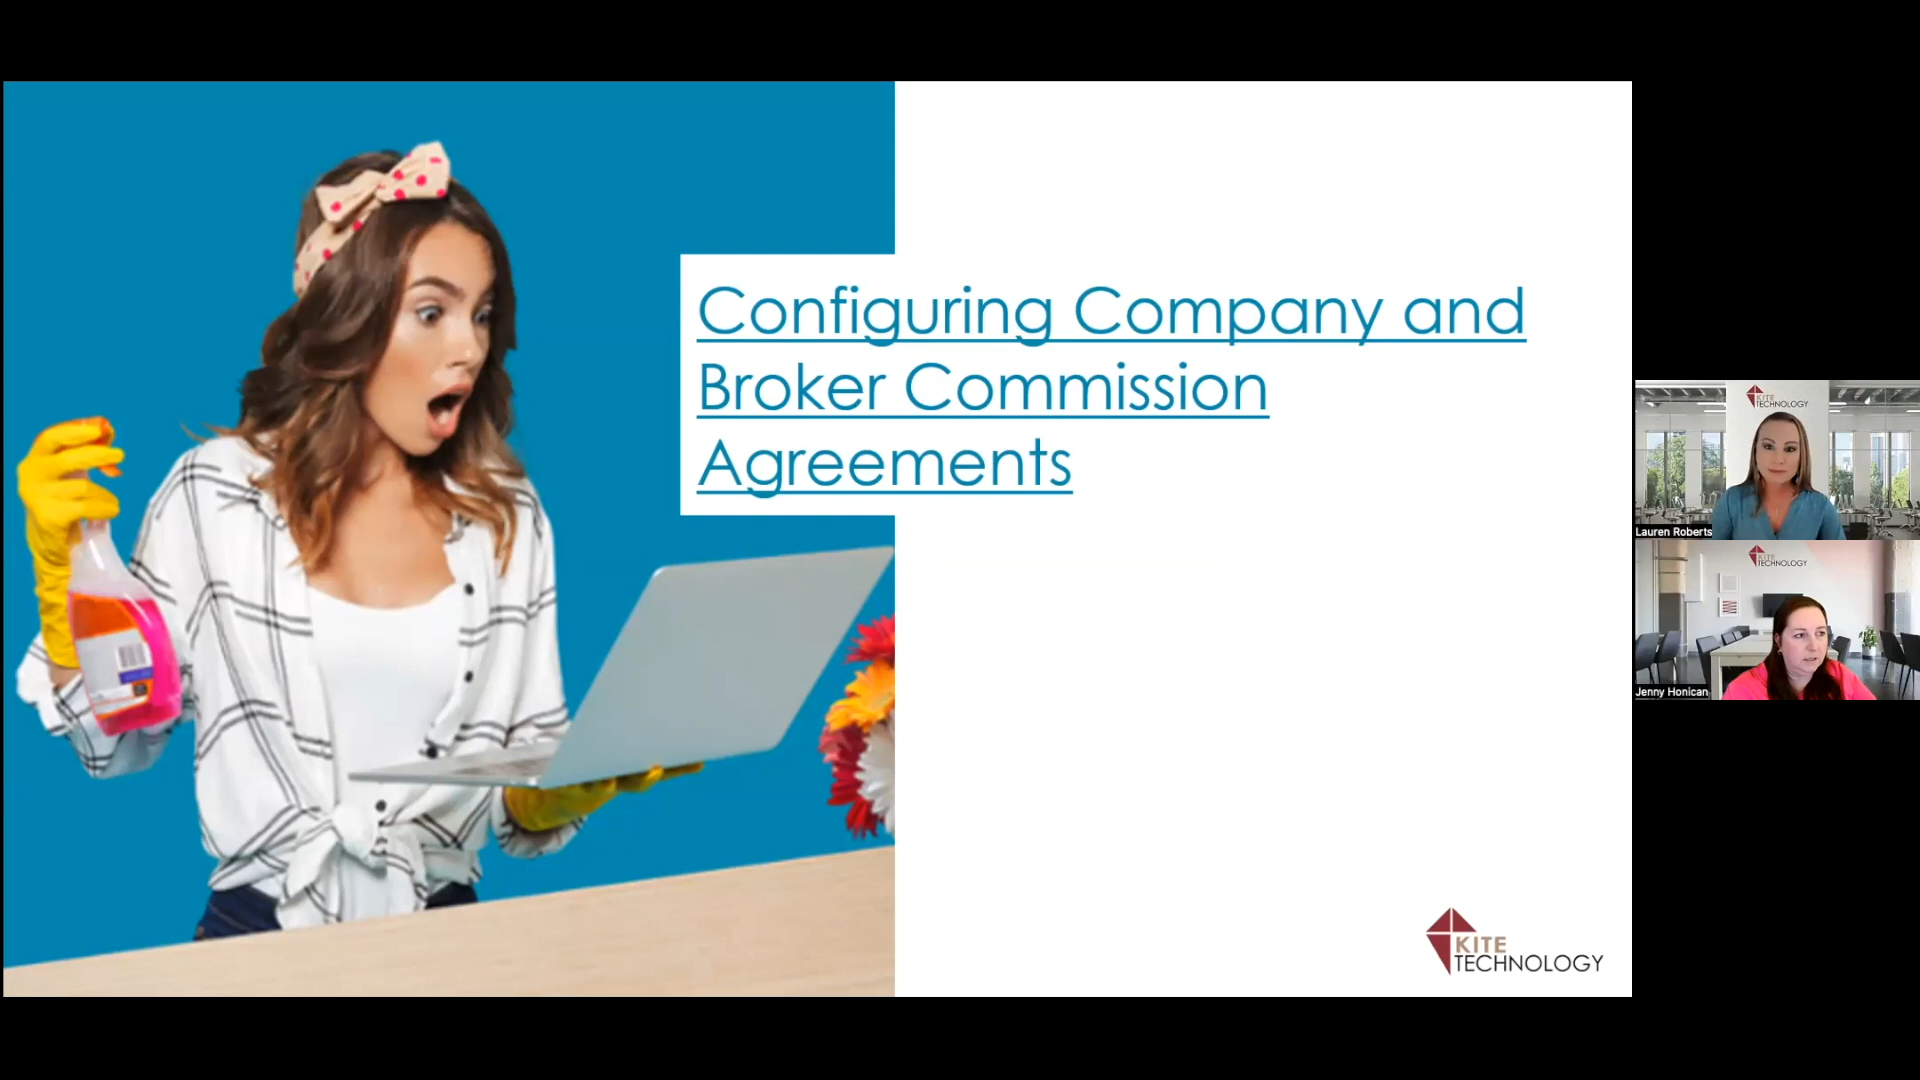 Configuring Company and
Broker Commission
Agreements
KITE
TECHNOLOGY
KITE
TECHNOLOGY
Lauren Roberts
KITE
TECHNOLOGY
Jenny Honican